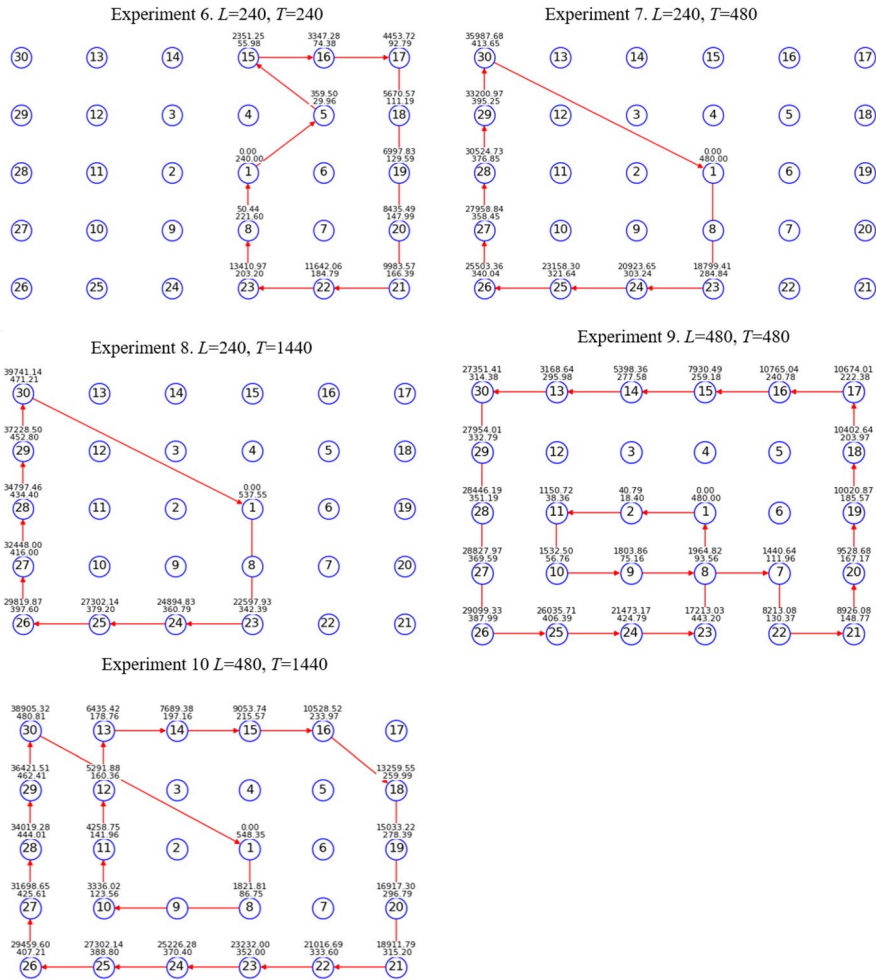 Experiment 6. L=240, T=240
2351.25 3347.28 4453.72
55.98 74.38 92.79
30 13 14 15 16 17
359.50 5670.57
29.96 111.19
29 12 3 4 5 18
0.00 6997.83
240.00 129.59
28 11 2 1 6 19
50.44 8435.49
221.60 147.99
27 10 9 8 7 20
13410.97 11642.06 9983.57
203.20 184.79 166.39
26 25 24 23 22 21
Experiment 7. L=240, T=480
35987.68
413.65
30 13 14 15 16 17
33200.97
395.25
29 12 3 4 5 18
30524.73 0.00
376.85 480.00
28 11 2 1 6 19
27958.84
358.45
27 10 9 8 7 20
25503.36 23158.30 20923.65 18799.41
340.04 321.64 303.24 284.84
26 25 24 23 22 21
Experiment 8. L=240, T=1440
39741.14
471.21
30 13 14 15 16 17
37228.50
452.80
29 12 3 4 5 18
34797.46 0.00
434.40 537.55
28 11 2 1 6 19
32448.00
416.00
27 10 9 8 7 20
29819.87 27302.14 24894.83 22597.93
397.60 379.20 360.79 342.39
26 25 24 23 22 21
Experiment 9. L=480, T=480
27351.41 3168.64 5398.36 7930.49 10765.04 10674.01
314.38 295.98 277.58 259.18 240.78 222.38
30 13 14 15 16 17
27954.01 10402.64
332.79 203.97
29 12 3 4 5 18
28446.19 1150.72 40.79 0.00 10020.87
351.19 38.36 18.40 480.00 185.57
28 11 2 1 6 19
28827.97 1532.50 1803.86 1964.82 1440.64 9528.68
369.59 56.76 75.16 93.56 111.96 167.17
27 10 9 8 7 20
29099.33 26035.71 21473.17 17213.03 8213.08 8926.08
387.99 406.39 424.79 443.20 130.37 148.77
26 25 24 23 22 21
Experiment 10 L=480, T=1440
38905.32 6435.42 7689.38 9053.74 10528.52
480.81 178.76 197.16 215.57 233.97
30 13 14 15 16 17
36421.51 5291.88 13259.55
462.41 160.36 259.99
29 12 3 4 5 18
34019.28 4258.75 0.00 15033.22
444.01 141.96 548.35 278.39
28 11 2 1 6 19
31698.65 3336.02 1821.81 16917.30
425.61 123.56 86.75 296.79
27 10 9 8 7 20
29459.60 27302.14 25226.28 23232.00 21016.69 18911.79
407.21 388.80 370.40 352.00 333.60 315.20
26 25 24 23 22 21